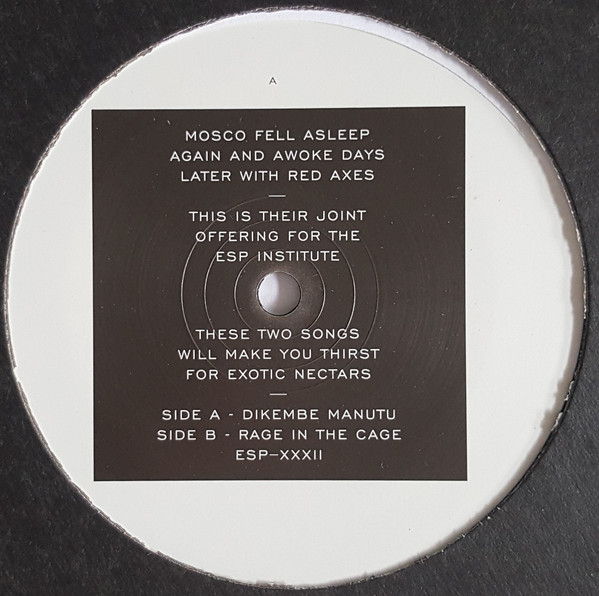 A
MOSCO FELL ASLEEP
AGAIN AND AWOKE DAYS
LATER WITH RED AXES
—
THIS IS THEIR JOINT
OFFERING FOR THE
ESP INSTITUTE
THESE TWO SONGS
WILL MAKE YOU THIRST
FOR EXOTIC NECTARS
—
SIDE A - DIKEMBE MANUTU
SIDE B - RAGE IN THE CAGE
ESP—XXXII